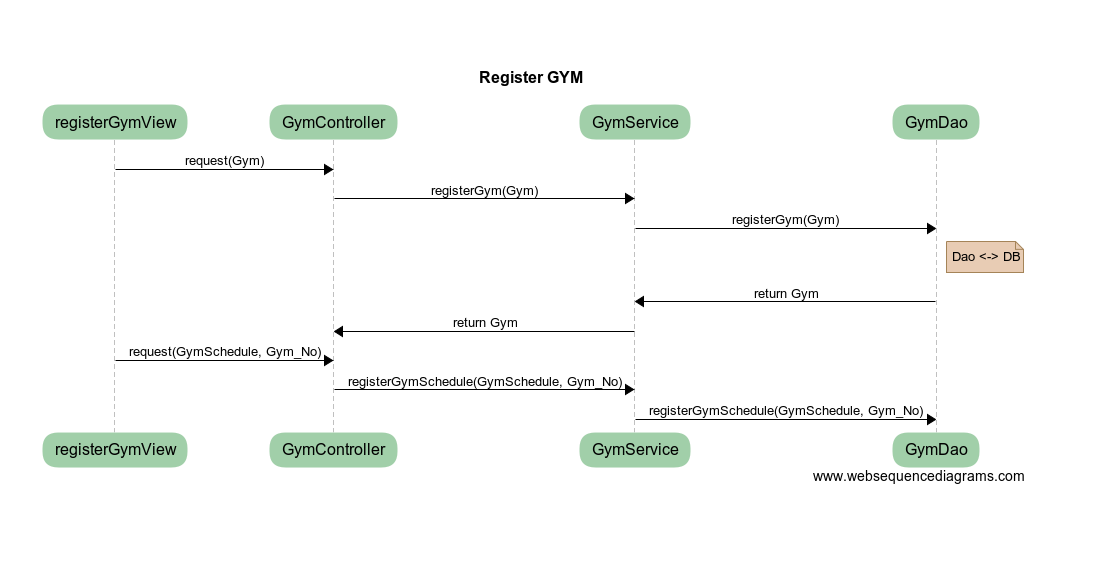 Register GYM
registerGymView
GymController
GymService
GymDao
request(Gym)
registerGym(Gym)
registerGym(Gym)
Dao <-> DB
return Gym
return Gym
request(GymSchedule, Gym_No)
registerGymSchedule(GymSchedule, Gym_No)
registerGymSchedule(GymSchedule, Gym_No)
registerGymView
GymController
GymService
GymDao
www.websequencediagrams.com